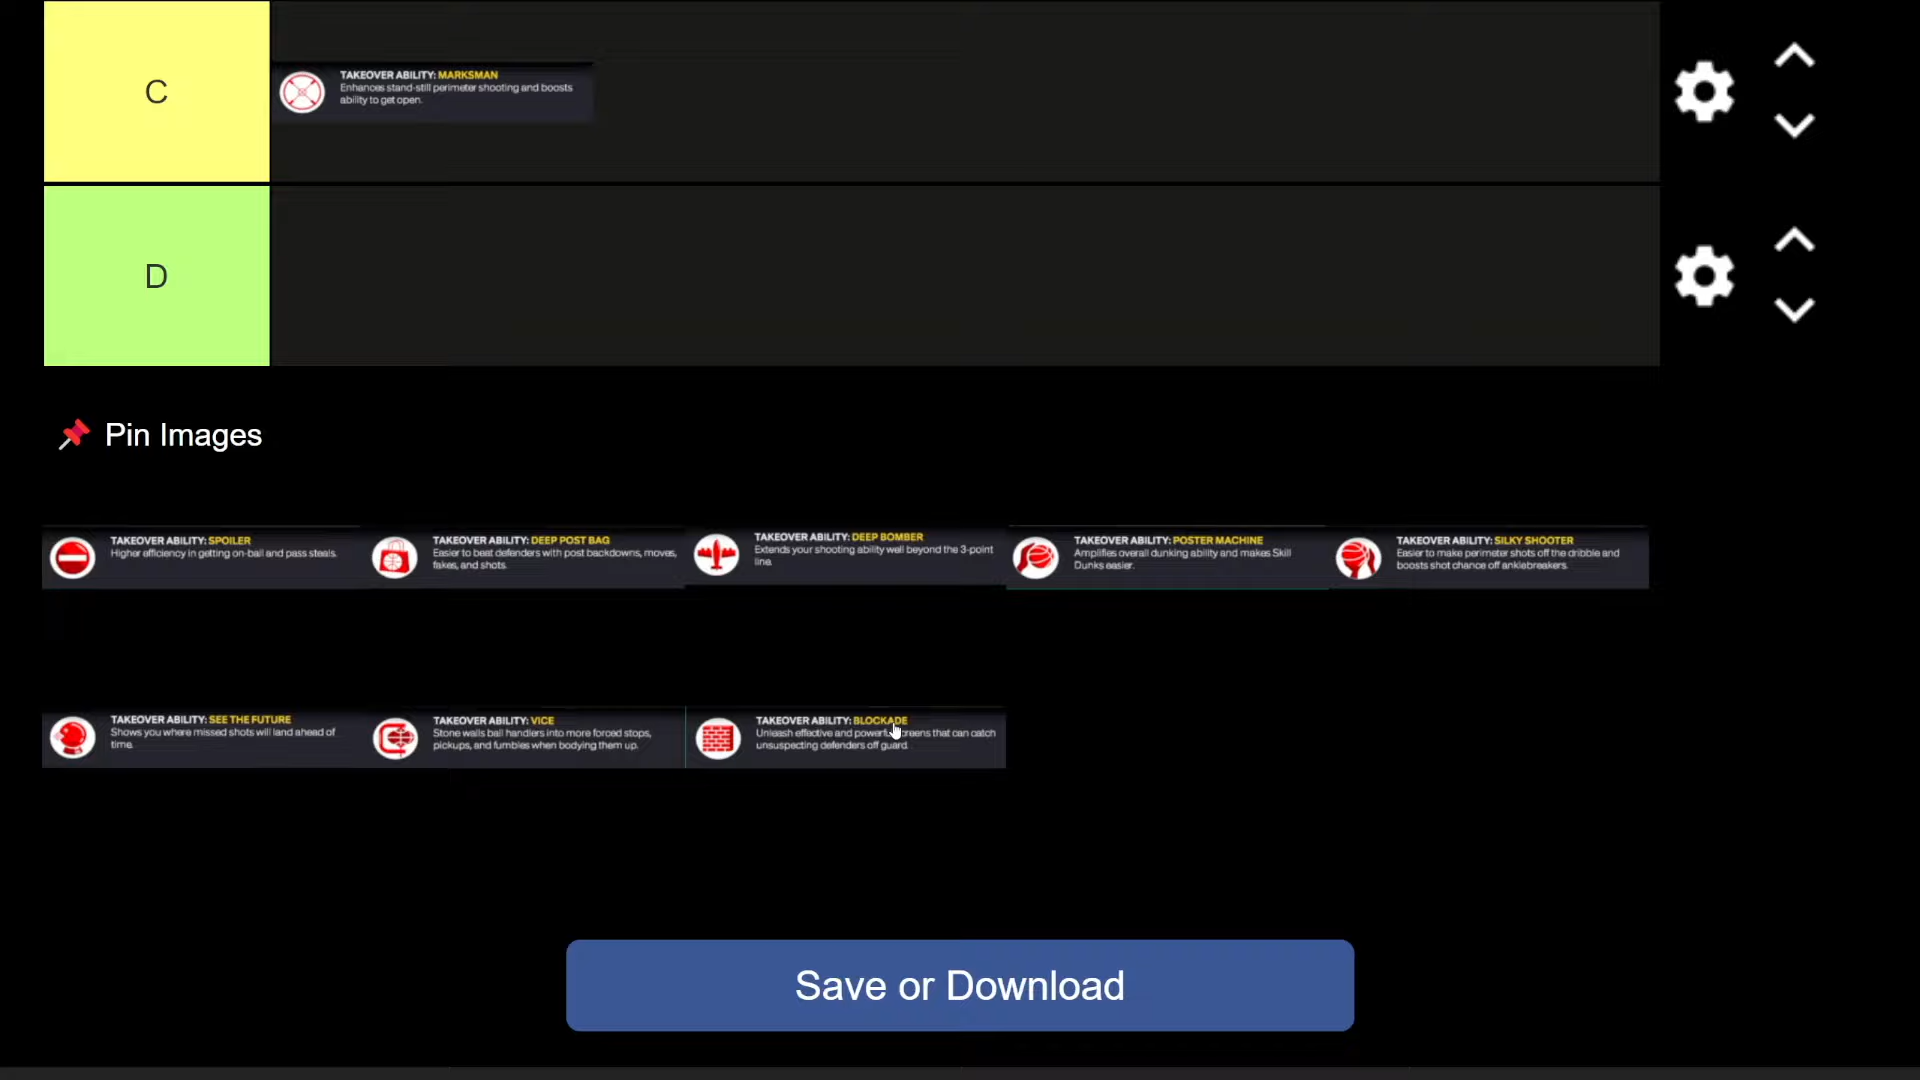 C
TAKEOVER ABILITY: MARKSMAN
Enhances stand-still perimeter shooting and boosts
ability to get open.
D
Pin Images
TAKEOVER ABILITY: SPOILER
Higher efficiency in getting on-ball and pass steals.
TAKEOVER ABILITY: DEEP POST BAG
Easier to beat defenders with post backdowns, moves,
fakes, and shots.
TAKEOVER ABILITY: DEEP BOMBER
Extends your shooting ability well beyond the 3-point
line.
TAKEOVER ABILITY: POSTER MACHINE
Amplifies overall dunking ability and makes Skill
Dunks easier.
TAKEOVER ABILITY: SILKY SHOOTER
Easier to make perimeter shots off the dribble and
boosts shot chance off anklebreakers.
TAKEOVER ABILITY: SEE THE FUTURE
Shows you where missed shots will land ahead of
time.
TAKEOVER ABILITY: VICE
Stone walls ball handlers into more forced stops,
pickups, and fumbles when bodying them up.
TAKEOVER ABILITY: BLOCKADE
Unleash effective and powerful screens that can catch
unsuspecting defenders off guard.
Save or Download